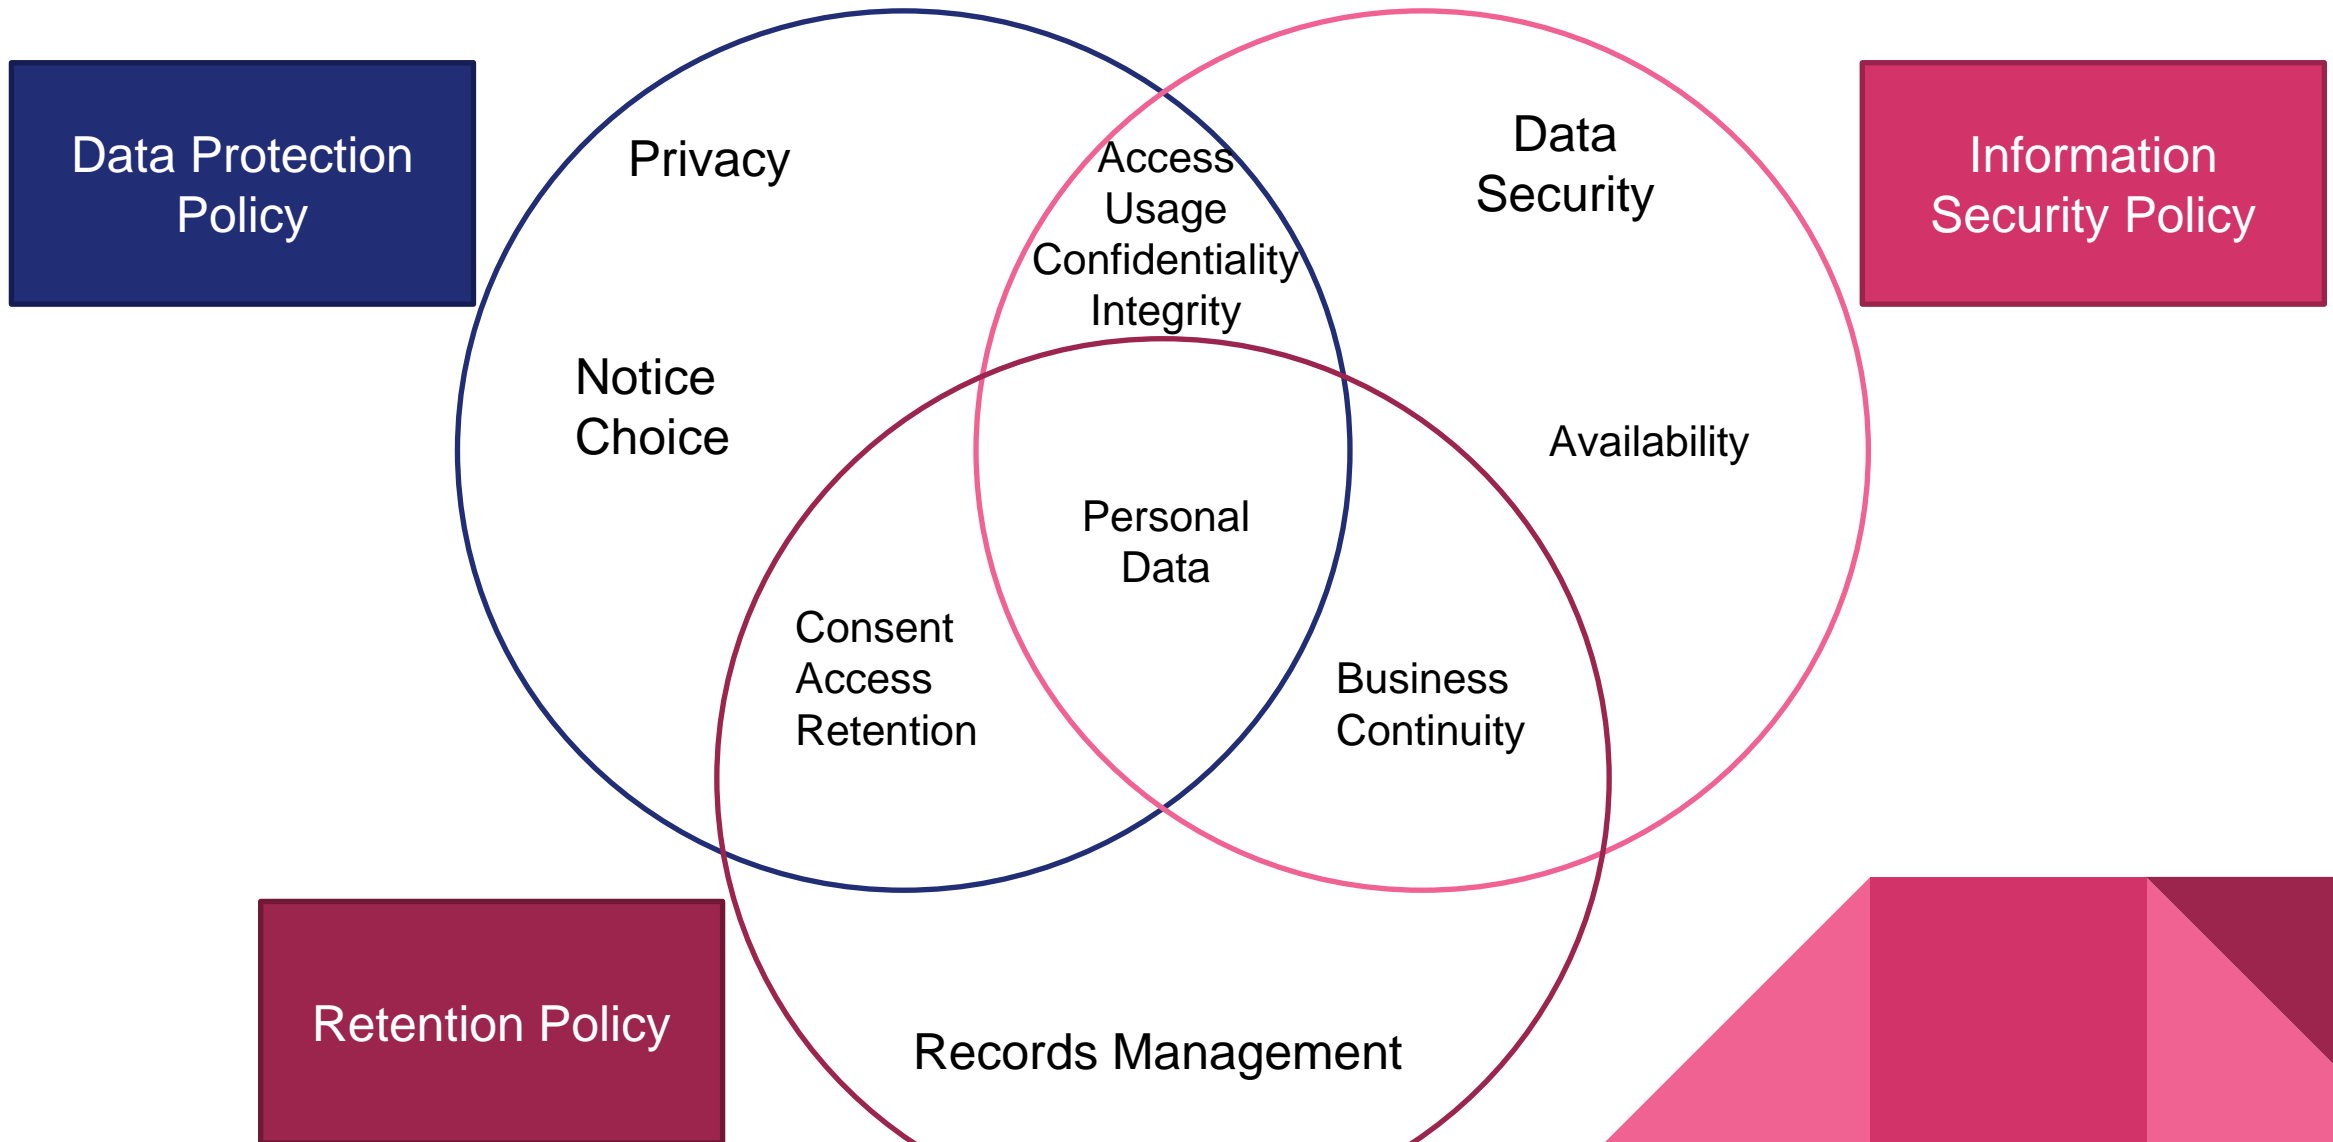 Data Protection
Policy
Privacy
Access
Usage
Confidentiality
Integrity
Data
Security
Information
Security Policy
Notice
Choice
Availability
Personal
Data
Consent
Access
Retention
Business
Continuity
Retention Policy
Records Management